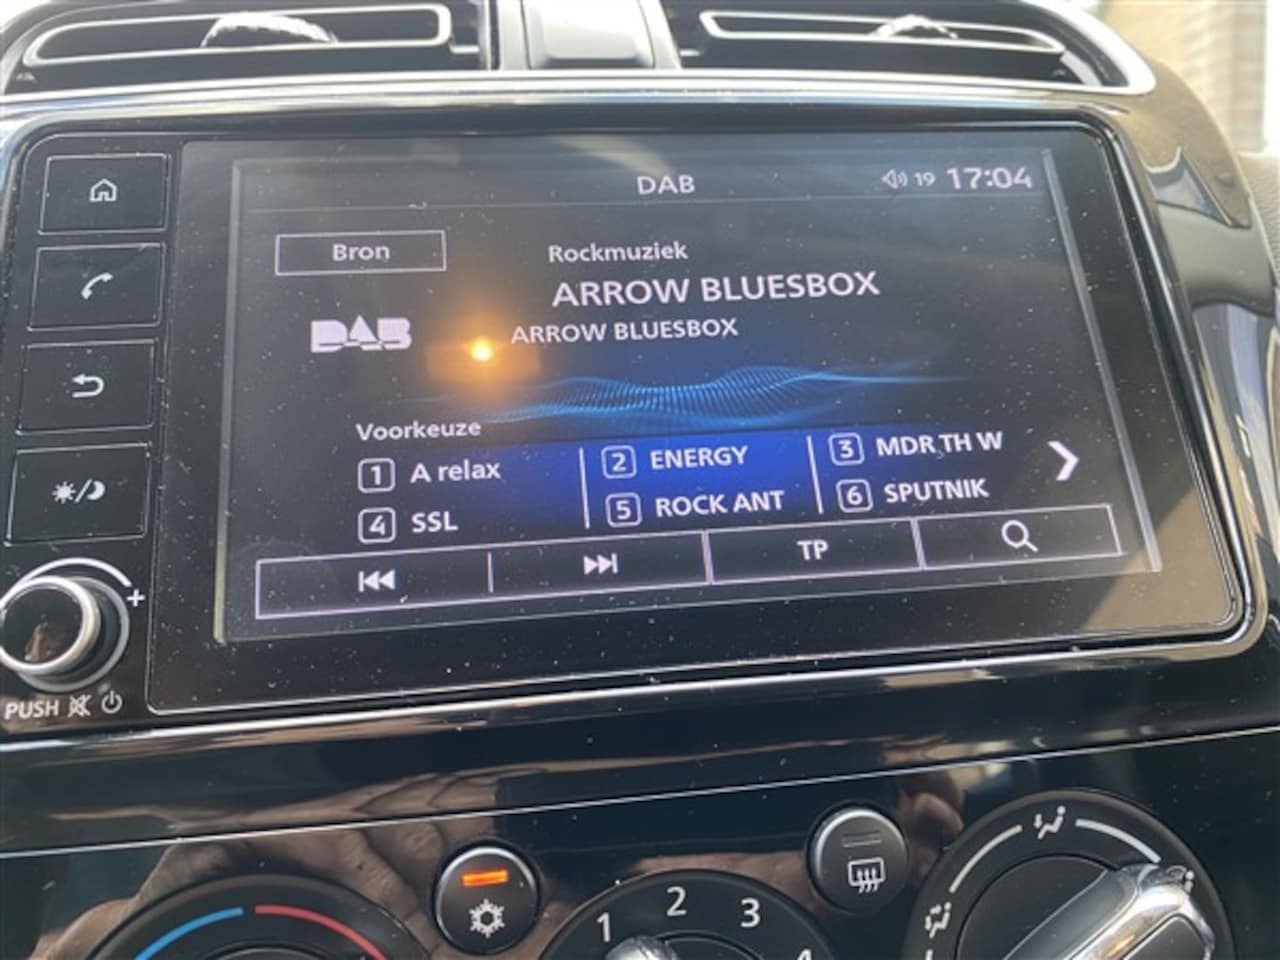 DAB 19 17:04
Bron Rockmuziek
ARROW BLUESBOX
DAB ARROW BLUESBOX
Voorkeuze
1 A relax 2 ENERGY 3 MDR TH W
4 SSL 5 ROCK ANT 6 SPUTNIK
TP
PUSH
1 2 3 4